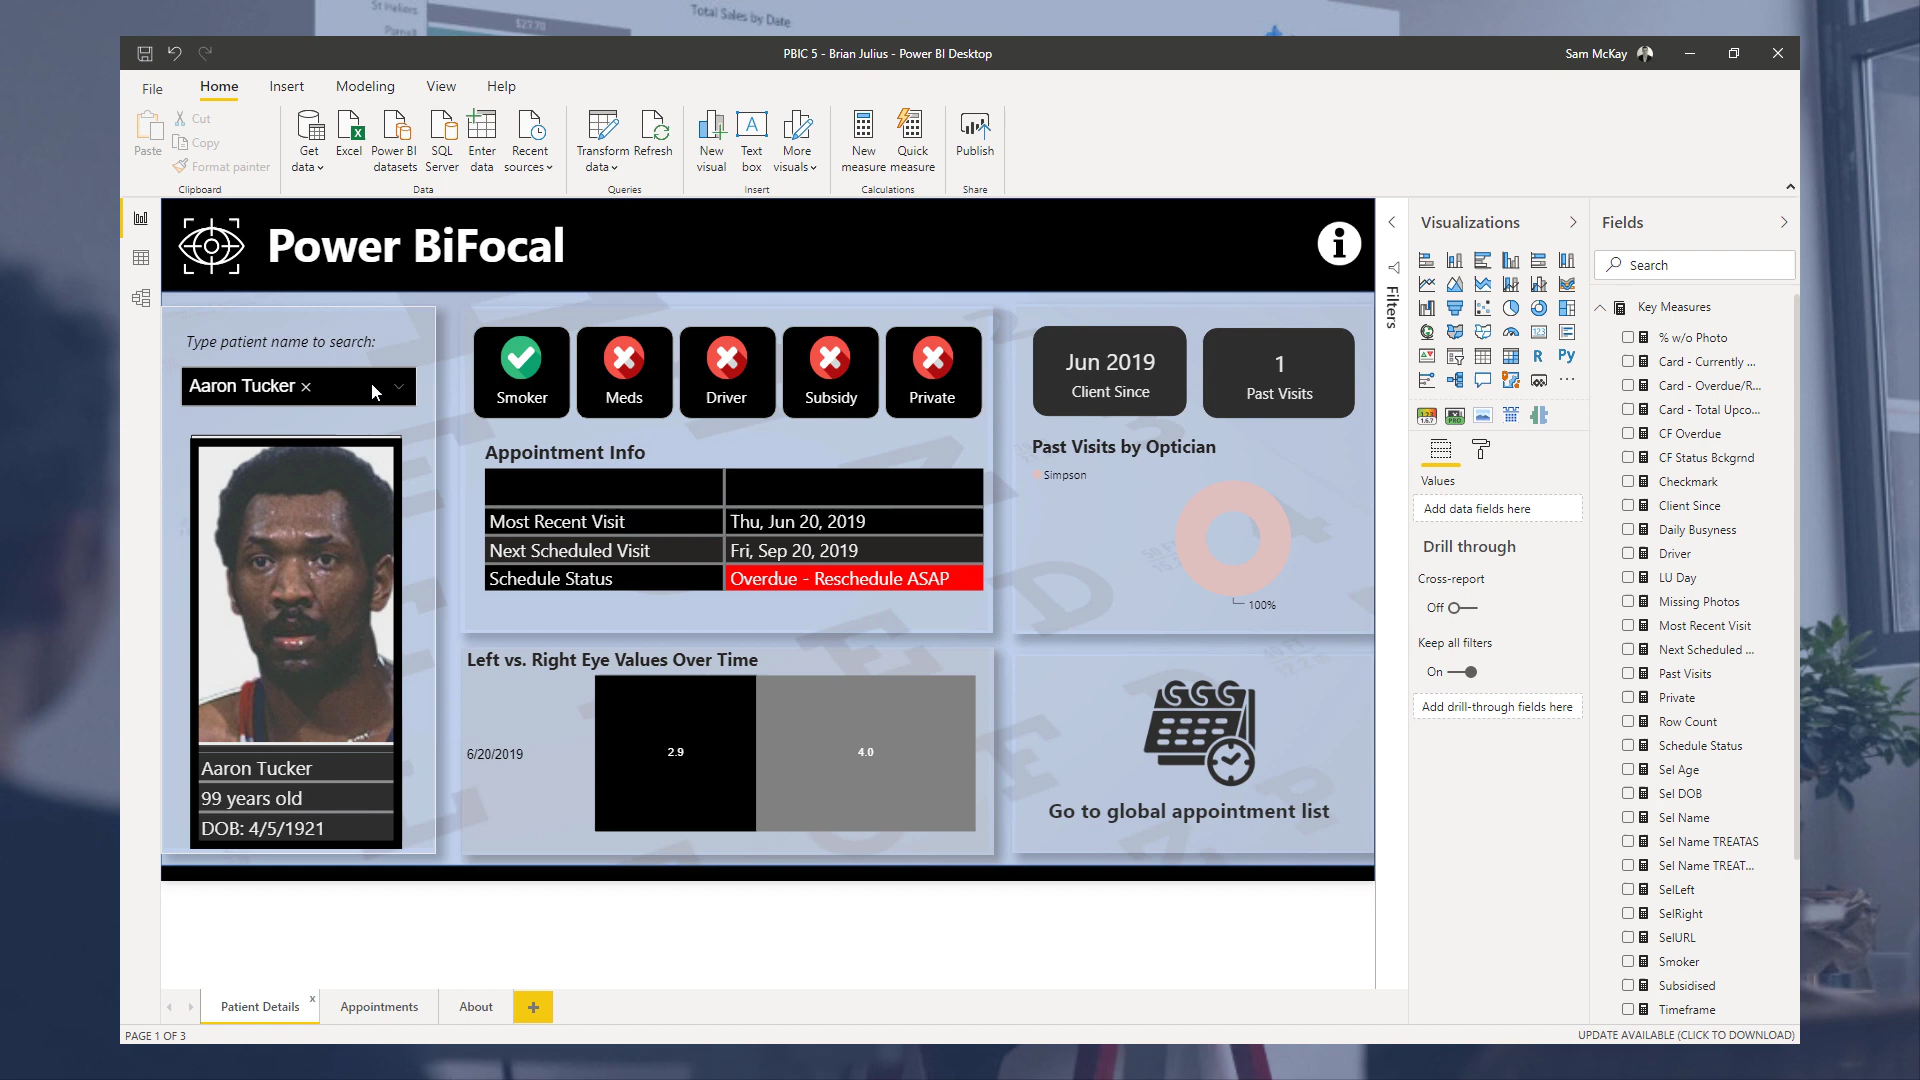 St Heliers
$23.70
Total Sales by Date
PBIC 5 - Brian Julius - Power BI Desktop
Sam McKay
File
Home
Insert
Modeling
View
Help
Paste
Cut
Copy
Format painter
Clipboard
Get data
Excel
Power BI datasets
SQL Server
Enter data
Recent sources
Data
Transform data
Refresh
Queries
New visual
Text box
More visuals
Insert
New measure
Quick measure
Calculations
Publish
Share
Power BiFocal
Type patient name to search:
Aaron Tucker
Aaron Tucker
99 years old
DOB: 4/5/1921
Smoker
Meds
Driver
Subsidy
Private
Appointment Info
Most Recent Visit Thu, Jun 20, 2019
Next Scheduled Visit Fri, Sep 20, 2019
Schedule Status Overdue - Reschedule ASAP
Left vs. Right Eye Values Over Time
6/20/2019
2.9
4.0
Jun 2019
Client Since
1
Past Visits
Past Visits by Optician
Simpson
100%
Go to global appointment list
Filters
Visualizations
R
Py
Values
Add data fields here
Drill through
Cross-report
Off
Keep all filters
On
Add drill-through fields here
Fields
Search
Key Measures
% w/o Photo
Card - Currently ...
Card - Overdue/R...
Card - Total Upco...
CF Overdue
CF Status Bckgrnd
Checkmark
Client Since
Daily Busyness
Driver
LU Day
Missing Photos
Most Recent Visit
Next Scheduled ...
Past Visits
Private
Row Count
Schedule Status
Sel Age
Sel DOB
Sel Name
Sel Name TREATAS
Sel Name TREAT...
SelLeft
SelRight
SelURL
Smoker
Subsidised
Timeframe
Patient Details
Appointments
About
PAGE 1 OF 3
UPDATE AVAILABLE (CLICK TO DOWNLOAD)